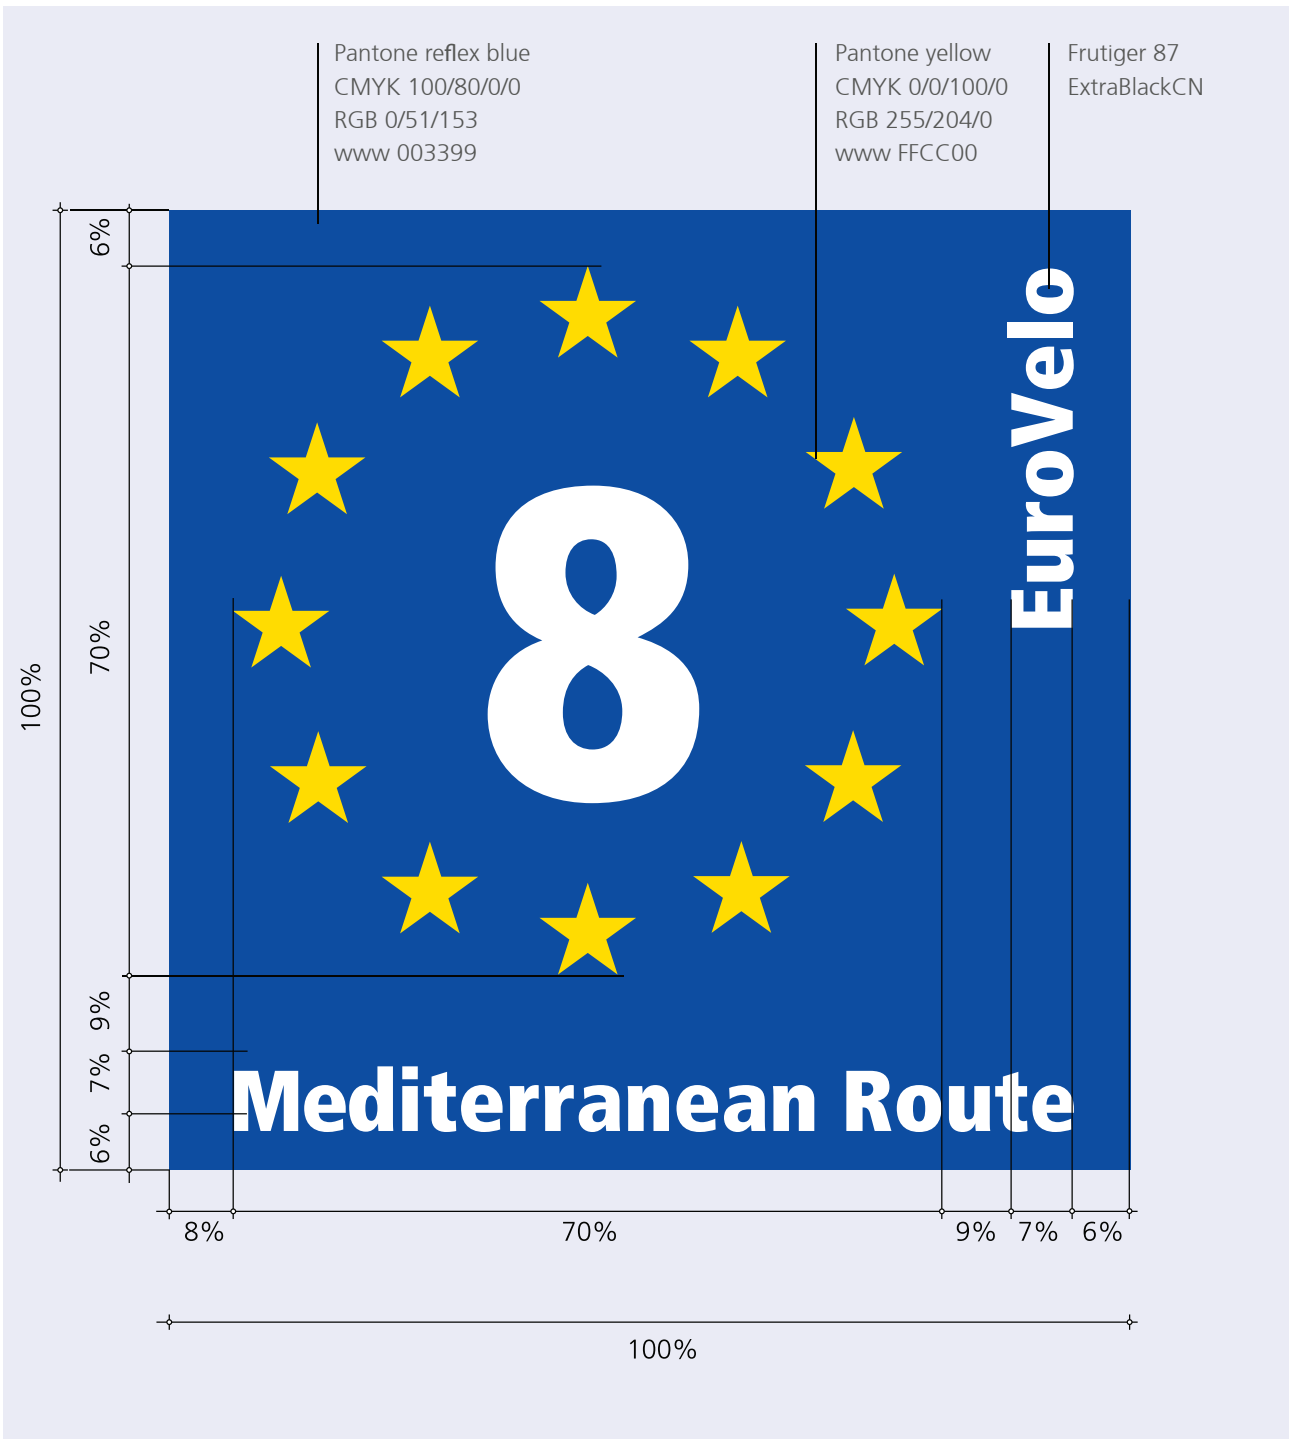 Pantone reflex blue
CMYK 100/80/0/0
RGB 0/51/153
www 003399
Pantone yellow
CMYK 0/0/100/0
RGB 255/204/0
www FFCC00
Frutiger 87
ExtraBlackCN
6%
70%
100%
9%
7%
6%
EuroVelo
8
Mediterranean Route
8%
70%
9%
7%
6%
100%